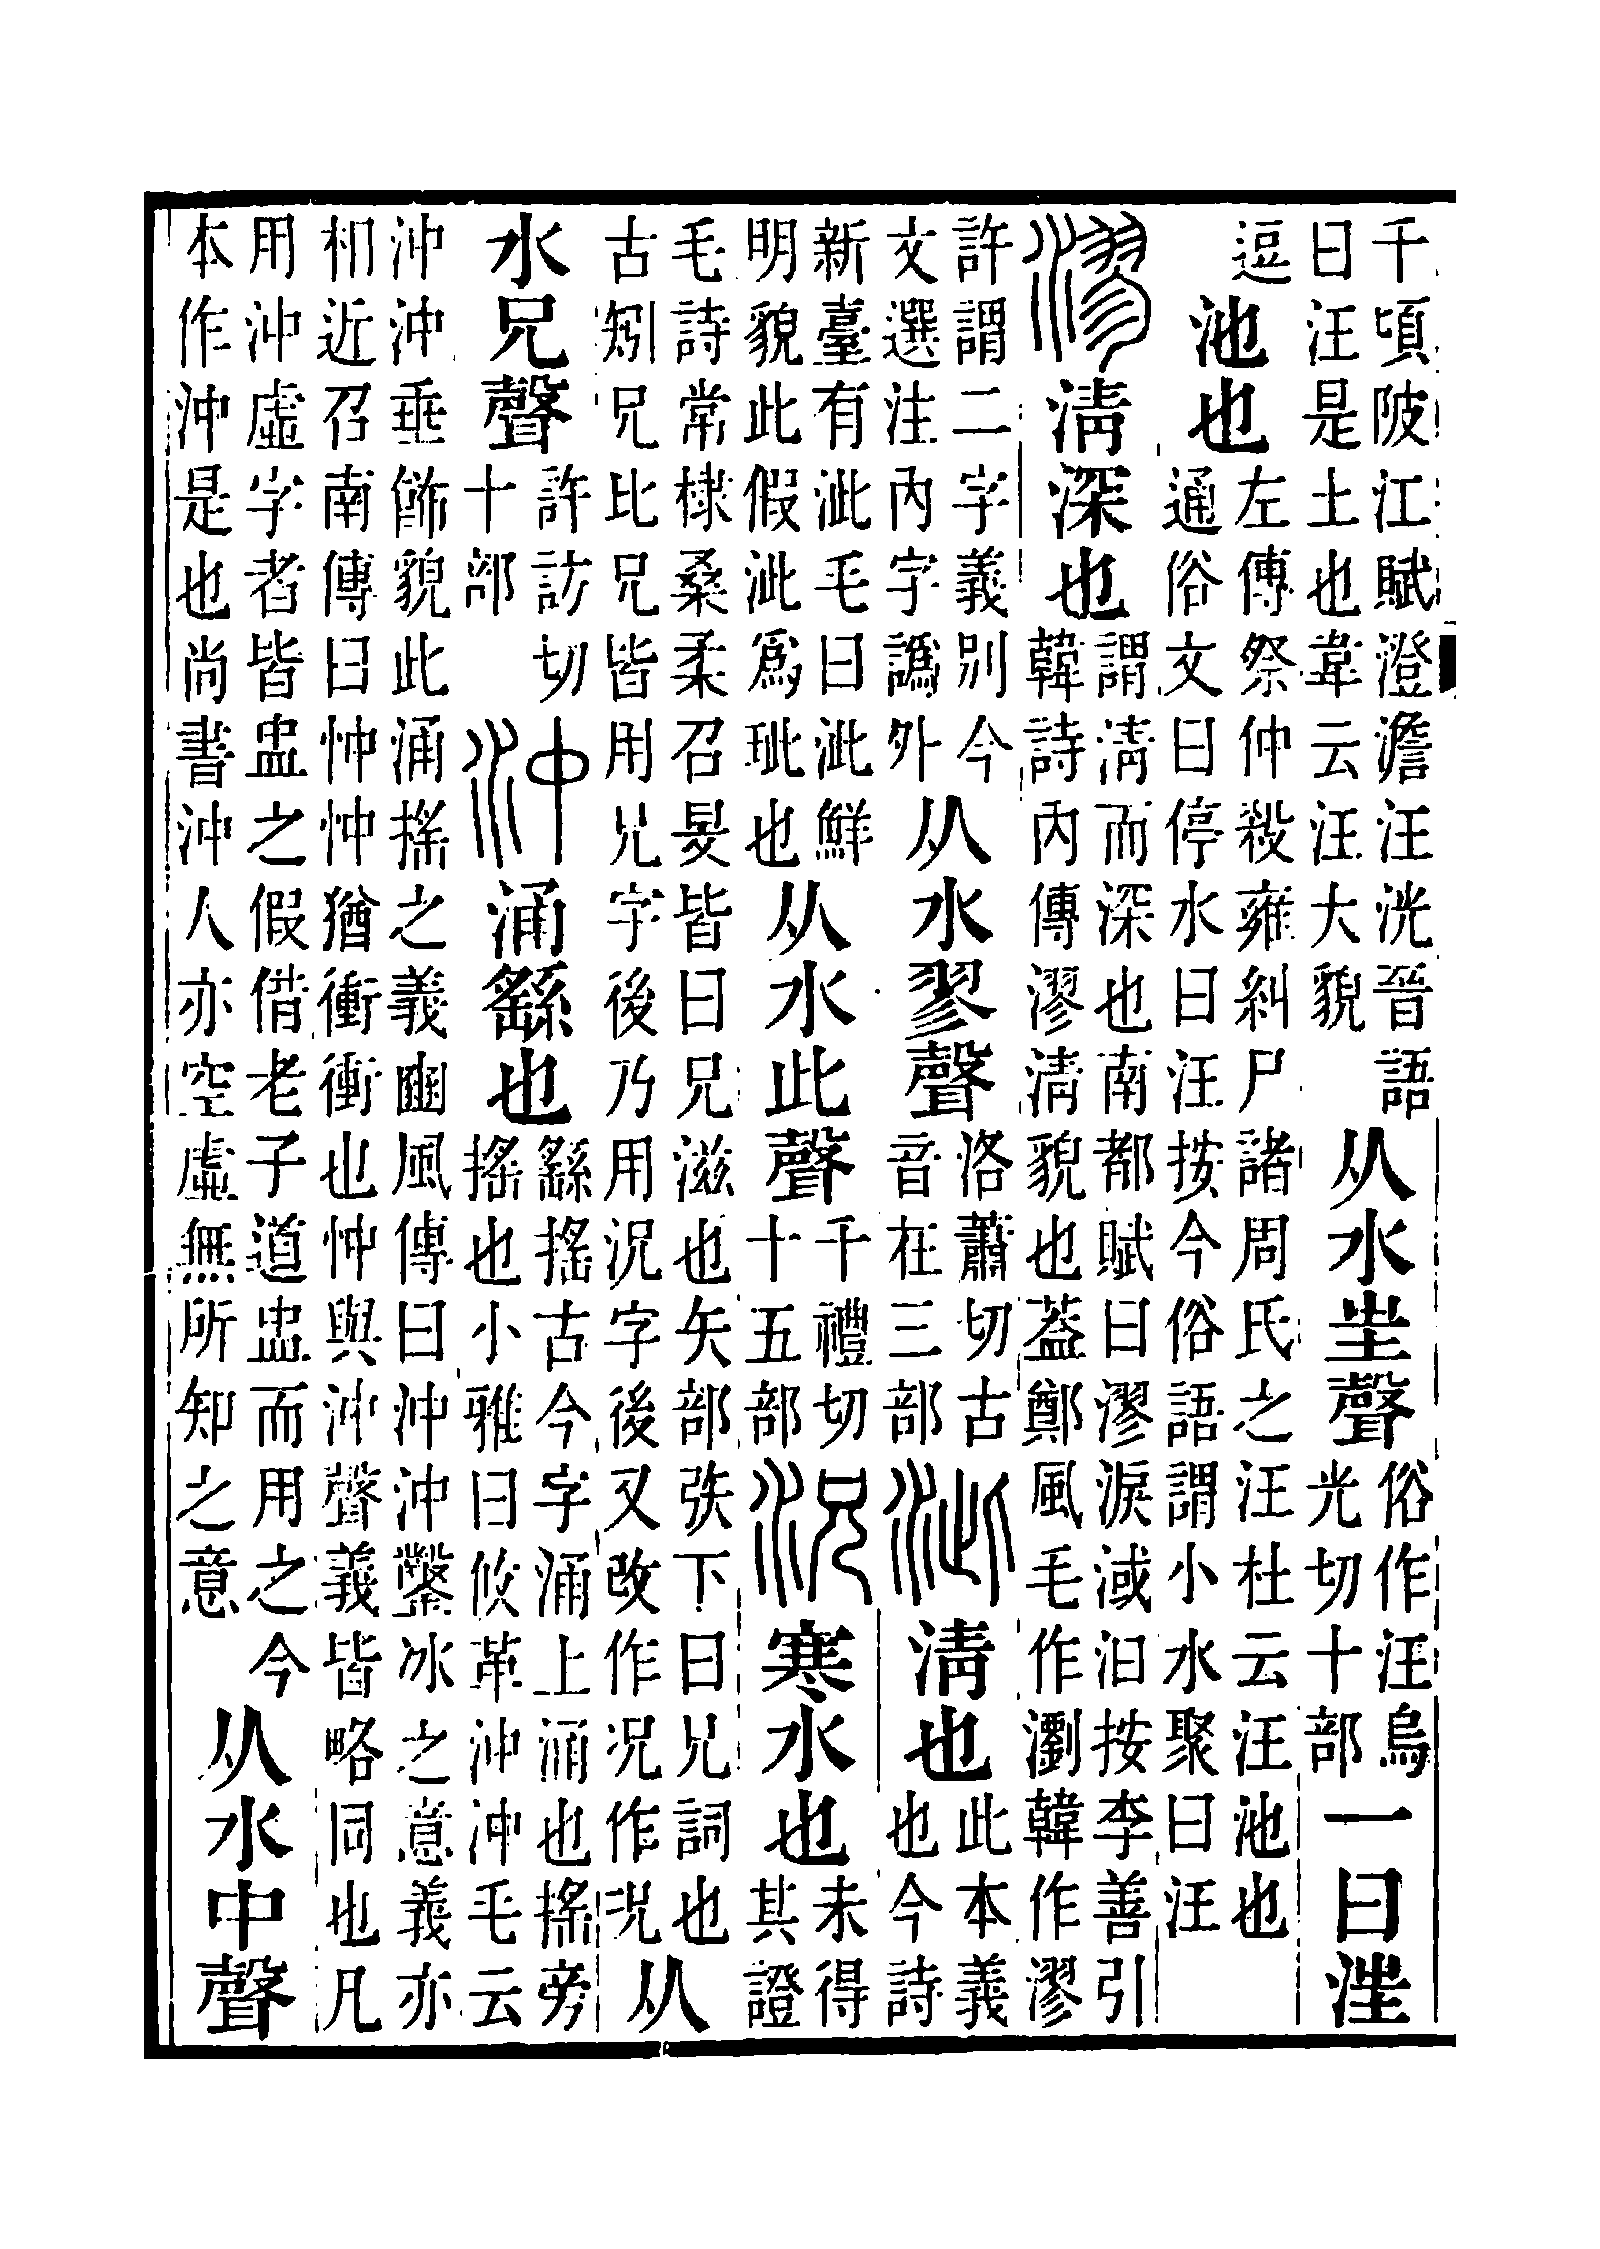 千頃陂江賦澄澹汪洸晉語
曰汪是土也韋云汪大貌
从水㞷聲
俗作汪烏
光切十部
一曰汪
逗
池也
左傳祭仲殺雍糾尸諸周氏之汪杜云汪池也
通俗文曰停水曰汪按今俗語謂小水聚曰汪
漻清深也
謂清而深也南都賦曰漻淚淢汨按李善引
韓詩內傳漻清貌也蓋鄭風毛作瀏韓作漻
許謂二字義別今
文選注內字譌外
从水翏聲
洛蕭切古
音在三部
泚清也
此本義
也今詩
新臺有泚毛曰泚鮮
明貌此假泚爲玼也
从水此聲
千禮切
十五部
況寒水也
未得
其證
毛詩常棣桑柔召旻皆曰兄滋也矢部矤下曰兄詞也
古矧兄比兄皆用兄字後乃用況字後又改作況作况
从
水兄聲
許訪切
十部
沖涌繇也
繇搖古今字涌上涌也搖旁
搖也小雅曰攸革沖沖毛云
沖沖垂飾貌此涌搖之義豳風傳曰沖沖鑿冰之意義亦
相近召南傳曰忡忡猶衝衝也忡與沖聲義皆略同也凡
用沖虛字者皆盅之假借老子道盅而用之今
本作沖是也尚書沖人亦空虛無所知之意
从水中聲